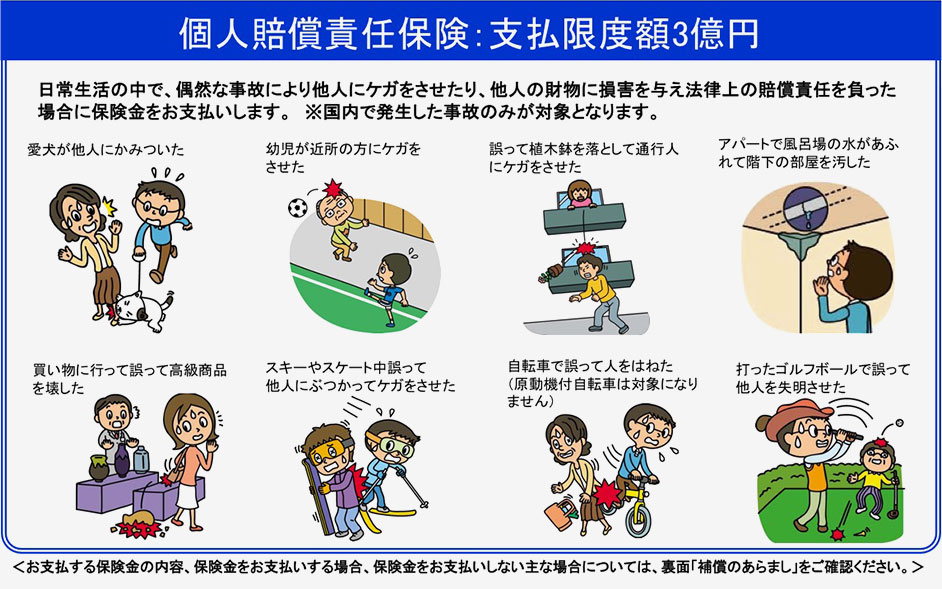 個人賠償責任保険：支払限度額3億円
日常生活の中で、偶然な事故により他人にケガをさせたり、他人の財物に損害を与え法律上の賠償責任を負った
場合に保険金をお支払いします。　※国内で発生した事故のみが対象となります。
愛犬が他人にかみついた
幼児が近所の方にケガを
させた
誤って植木鉢を落として通行人
にケガをさせた
アパートで風呂場の水があふ
れて階下の部屋を汚した
買い物に行って誤って高級商品
を壊した
スキーやスケート中誤って
他人にぶつかってケガをさせた
自転車で誤って人をはねた
（原動機付自転車は対象になり
ません）
打ったゴルフボールで誤って
他人を失明させた
＜お支払する保険金の内容、保険金をお支払いする場合、保険金をお支払いしない主な場合については、裏面「補償のあらまし」をご確認ください。＞